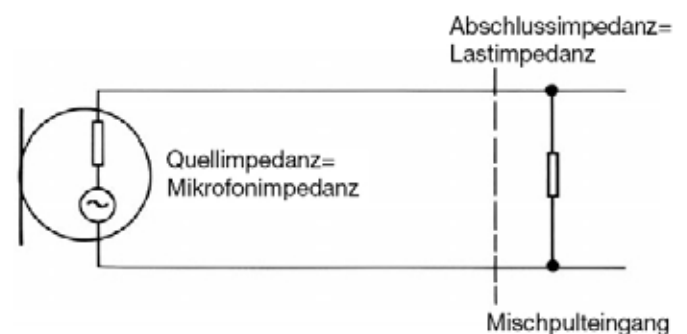 Abschlussimpedanz=
Lastimpedanz
Quellimpedanz=
Mikrofonimpedanz
Mischpulteingang